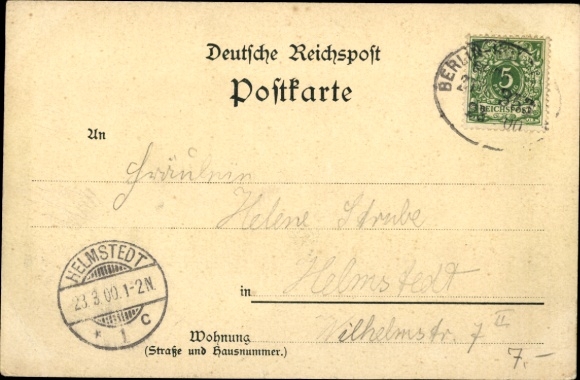 Deutsche Reichspost
Postkarte
BERLIN
5
REICHSPOST
An
Fräulein
Helene Strube
HELMSTEDT
23.3.00.1-2N.
* 1 c
in Helmstedt
Wilhelmstr. 7 II
Wohnung
(Straße und Hausnummer.)
7.-